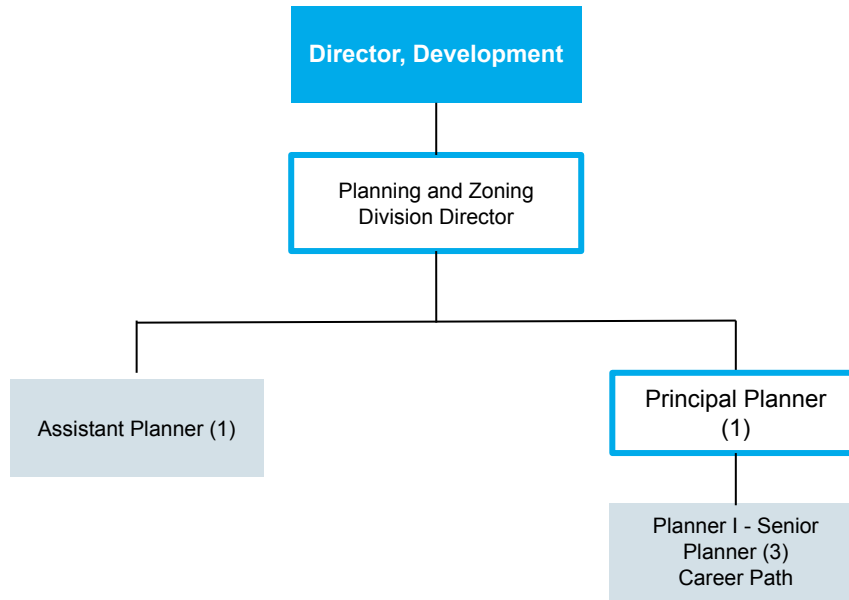 Director, Development
Planning and Zoning
Division Director
Assistant Planner (1)
Principal Planner
(1)
Planner I - Senior
Planner (3)
Career Path